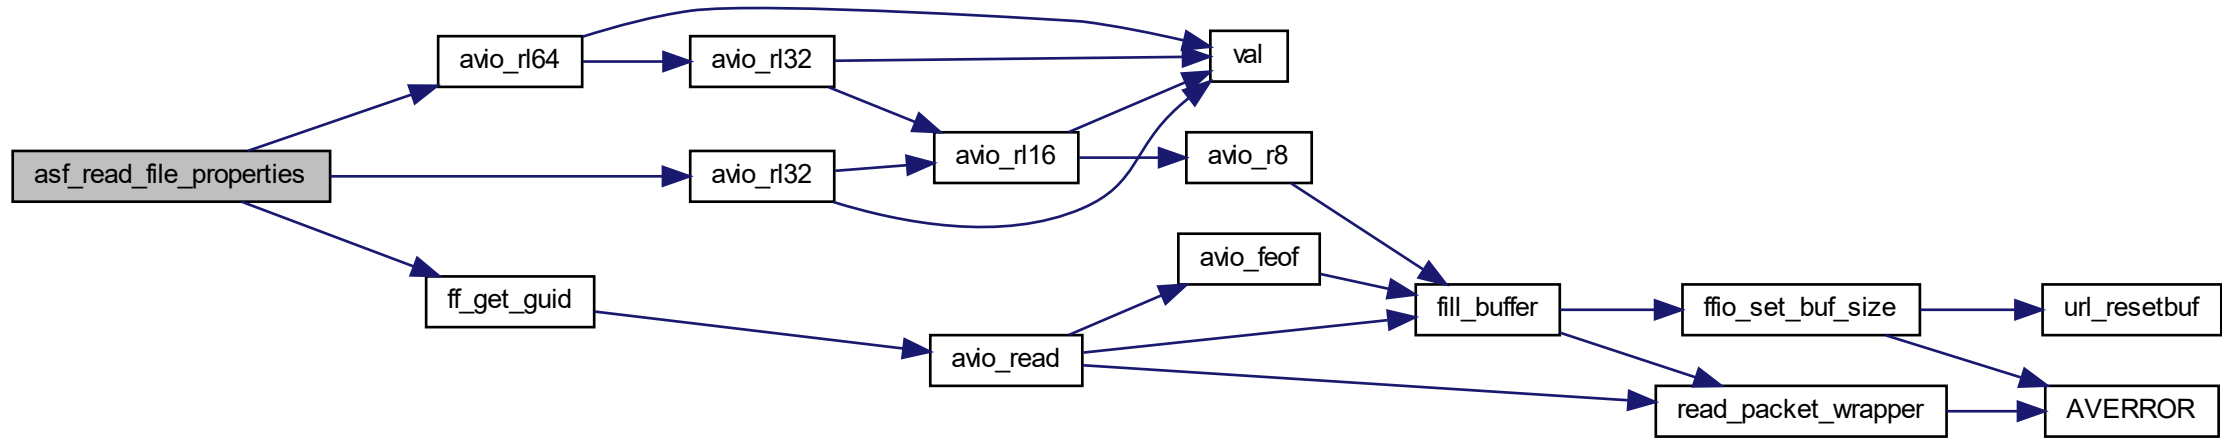 asf_read_file_properties
avio_rl64
avio_rl32
val
avio_rl32
avio_rl16
avio_r8
ff_get_guid
avio_read
avio_feof
fill_buffer
ffio_set_buf_size
url_resetbuf
read_packet_wrapper
AVERROR